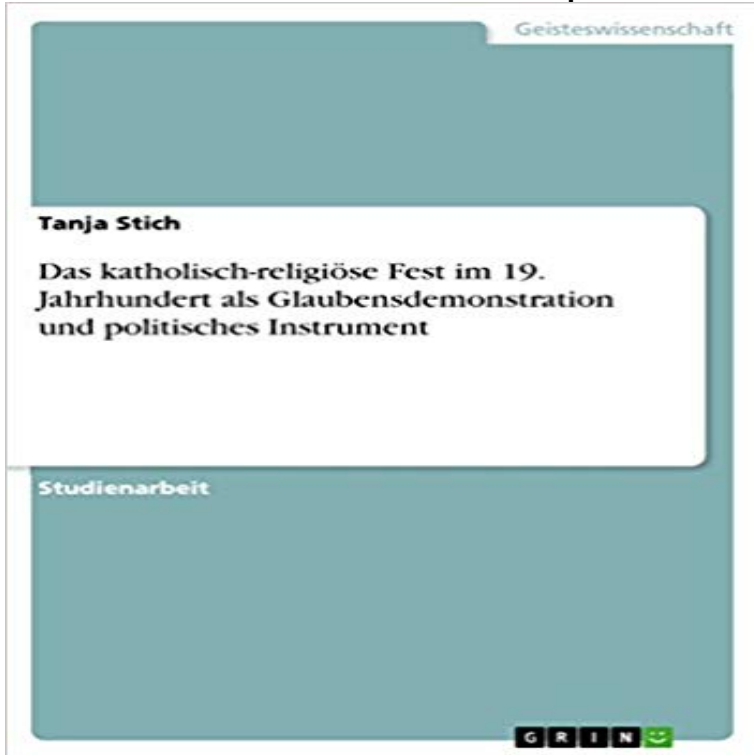 Geisteswissenschaft
Tanja Stich
Das katholisch-religiöse Fest im 19.
Jahrhundert als Glaubensdemonstration
und politisches Instrument
Studienarbeit
GRIN